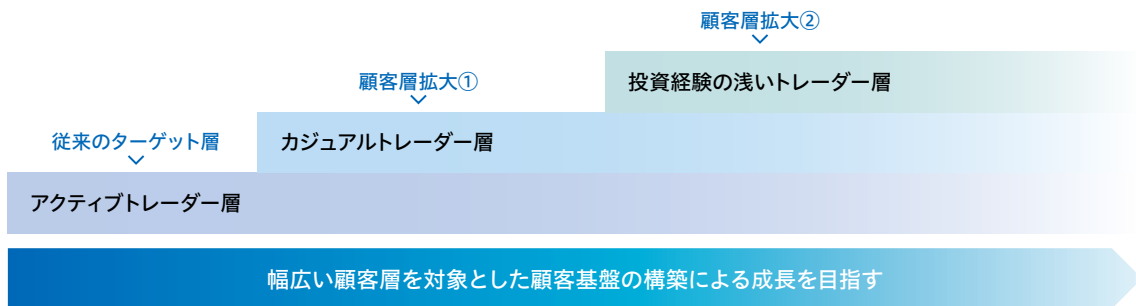 顧客層拡大②
投資経験の浅いトレーダー層
顧客層拡大①
カジュアルトレーダー層
従来のターゲット層
アクティブトレーダー層
幅広い顧客層を対象とした顧客基盤の構築による成長を目指す